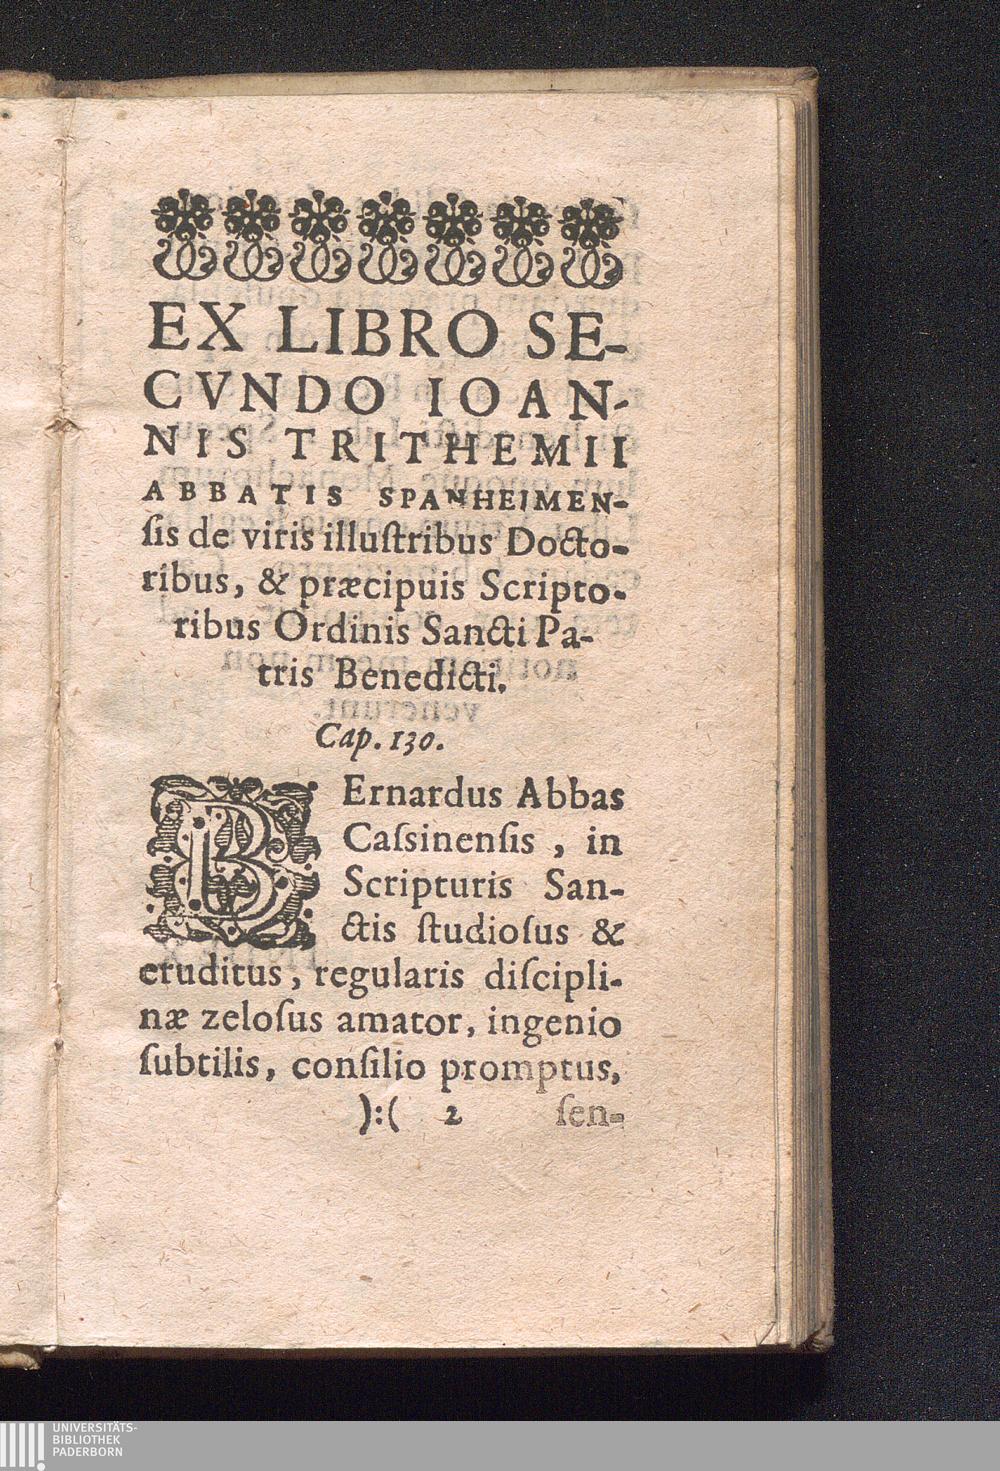 EX LIBRO SE-
CVNDO IOAN-
NIS TRITHEMII
ABBATIS SPANHEIMEN-
ſis de viris illuſtribus Docto-
ribus, & præcipuis Scripto-
ribus Ordinis Sancti Pa-
tris Benedicti.
Cap. 130.
BErnardus Abbas
Caſsinenſis, in
Scripturis San-
ctis ſtudioſus &
eruditus, regularis diſcipli-
næ zeloſus amator, ingenio
ſubtilis, conſilio promptus,
):( 2 ſen-
UNIVERSITÄTS-
BIBLIOTHEK
PADERBORN